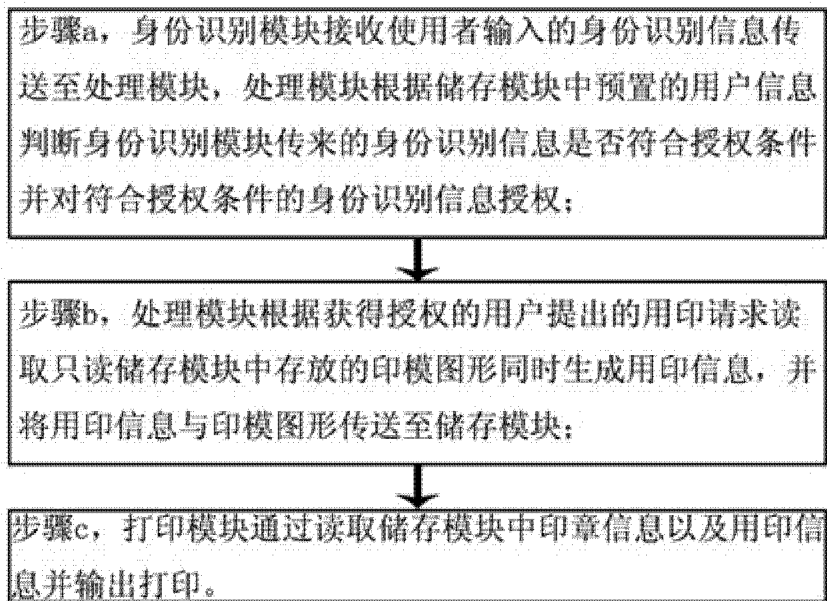 步骤a，身份识别模块接收使用者输入的身份识别信息传
送至处理模块，处理模块根据储存模块中预置的用户信息
判断身份识别模块传来的身份识别信息是否符合授权条件
并对符合授权条件的身份识别信息授权；
步骤b，处理模块根据获得授权的用户提出的用印请求读
取只读储存模块中存放的印模图形同时生成用印信息，并
将用印信息与印模图形传送至储存模块；
步骤c，打印模块通过读取储存模块中印章信息以及用印信
息并输出打印。